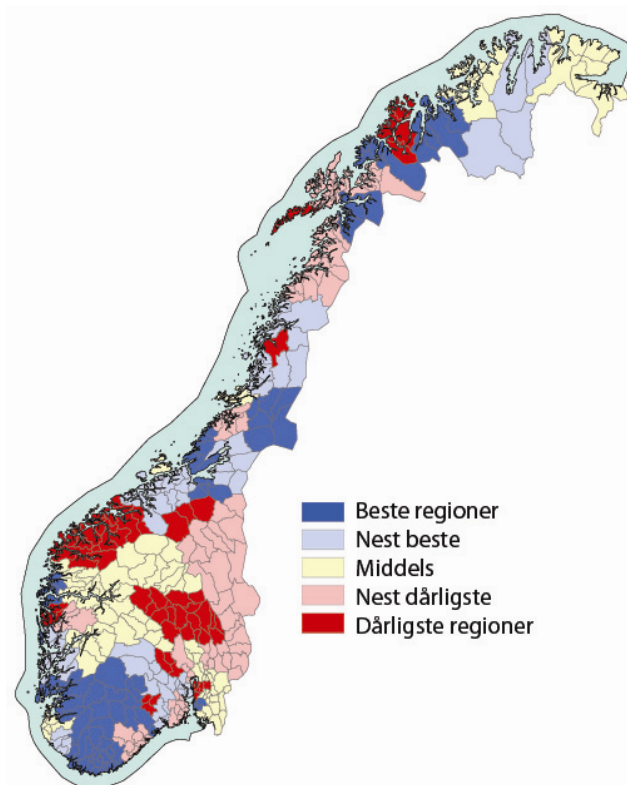 Beste regioner
Nest beste
Middels
Nest dårligste
Dårligste regioner